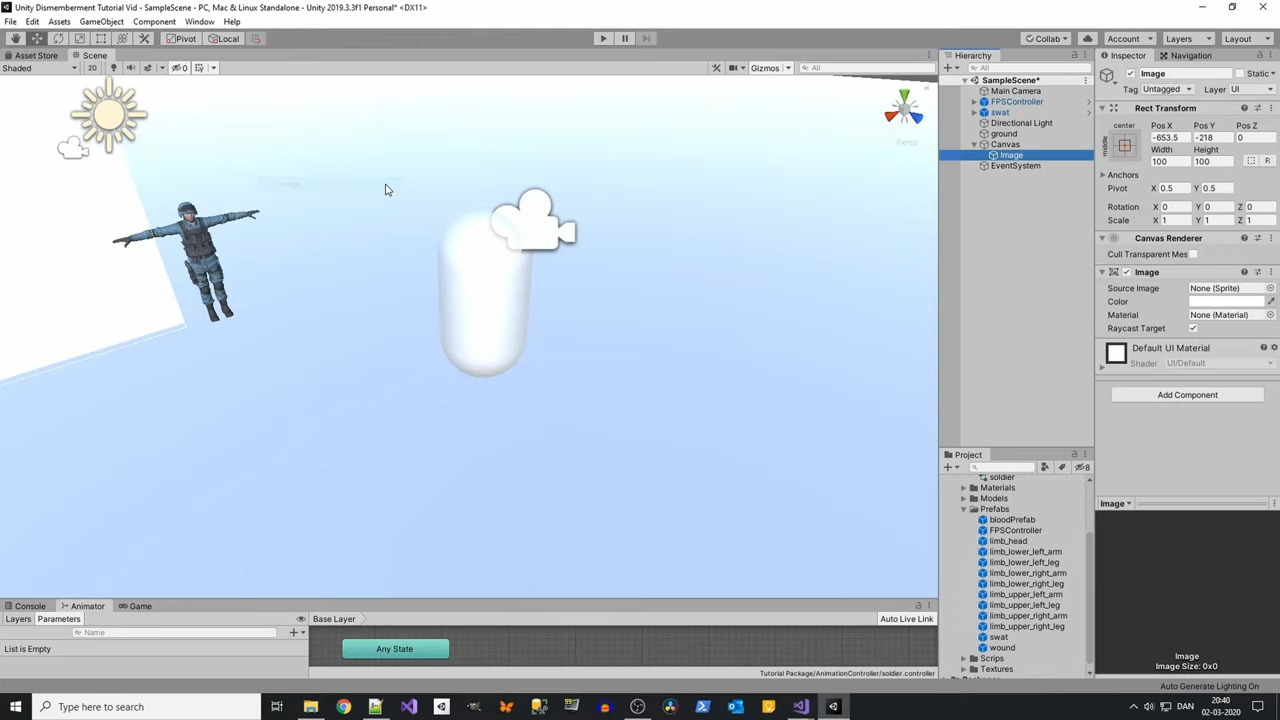 Unity Dismemberment Tutorial Vid - SampleScene - PC, Mac & Linux Standalone - Unity 2019.3.3f1 Personal* <DX11>
File Edit Assets GameObject Component Window Help
Pivot Local Collab Account Layers Layout
Asset Store Scene
Shaded 2D 0 Gizmos All
Persp
Hierarchy
All
SampleScene*
Main Camera
FPSController
swat
Directional Light
ground
Canvas
Image
EventSystem
Inspector Navigation
Image Static
Tag Untagged Layer UI
Rect Transform
center Pos X Pos Y Pos Z
middle -653.5 -218 0
Width Height
100 100 R
Anchors
Pivot X 0.5 Y 0.5
Rotation X 0 Y 0 Z 0
Scale X 1 Y 1 Z 1
Canvas Renderer
Cull Transparent Mes
Image
Source Image None (Sprite)
Color
Material None (Material)
Raycast Target
Default UI Material
Shader UI/Default
Add Component
Project
8
soldier
Materials
Models
Prefabs
bloodPrefab
FPSController
limb_head
limb_lower_left_arm
limb_lower_left_leg
limb_lower_right_arm
limb_lower_right_leg
limb_upper_left_arm
limb_upper_left_leg
limb_upper_right_arm
limb_upper_right_leg
swat
wound
Scripts
Textures
Image
Image
Image Size: 0x0
Console Animator Game
Layers Parameters Base Layer Auto Live Link
Name
List is Empty
Any State
Tutorial Package/AnimationController/soldier.controller
Auto Generate Lighting On
Type here to search
DAN
20:40
02-03-2020